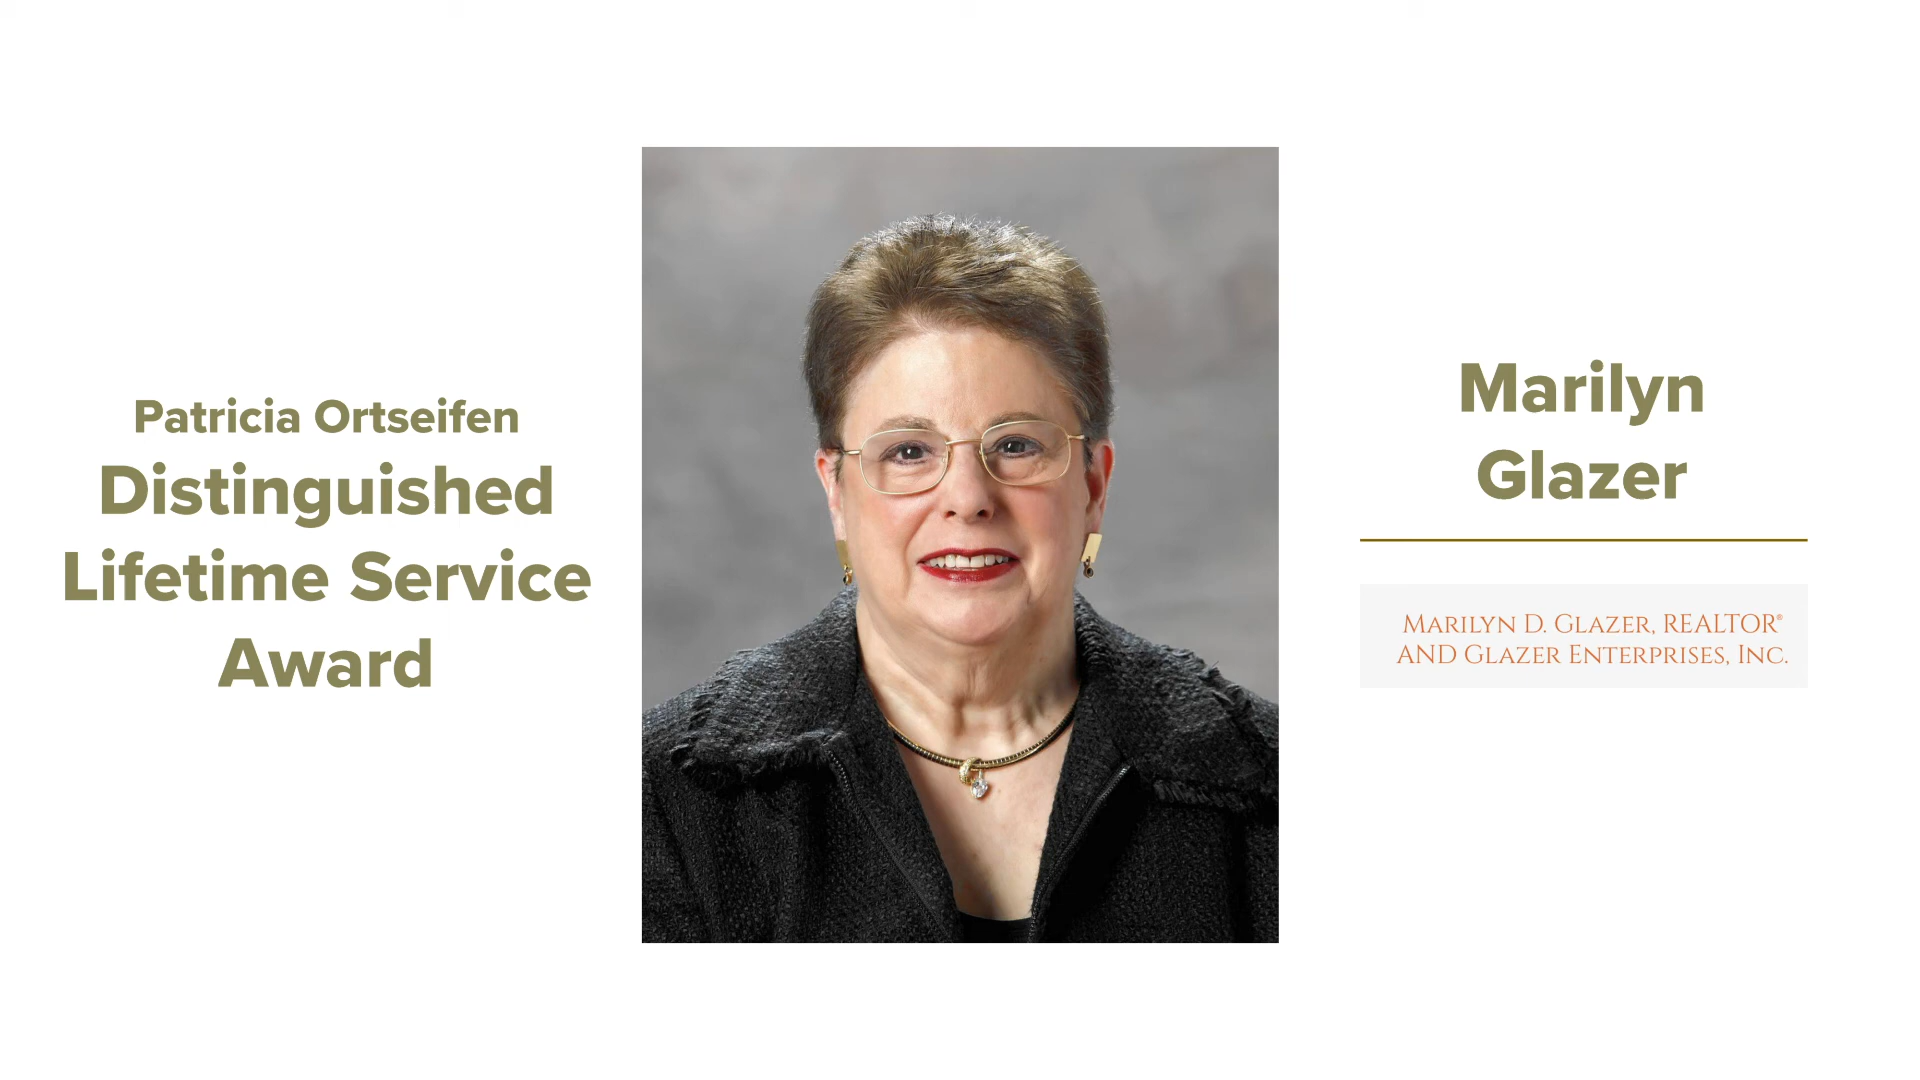 Patricia Ortseifen
Distinguished
Lifetime Service
Award
Marilyn
Glazer
Marilyn D. Glazer, REALTOR®
AND Glazer Enterprises, Inc.